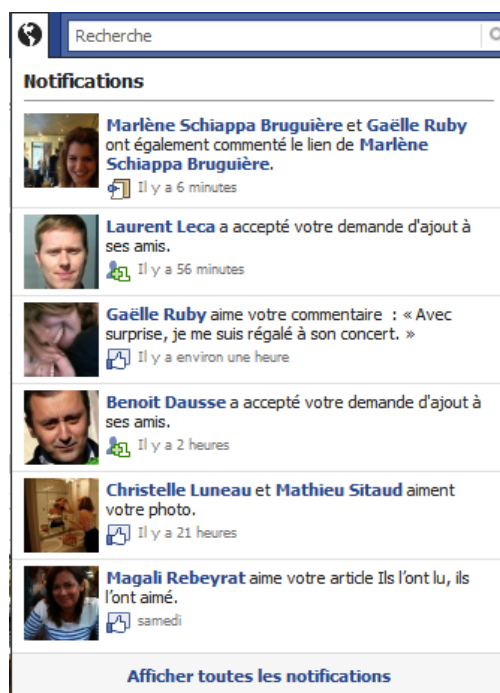 Recherche
Notifications
Marlène Schiappa Bruguière et Gaëlle Ruby
ont également commenté le lien de Marlène
Schiappa Bruguière.
Il y a 6 minutes
Laurent Leca a accepté votre demande d'ajout à
ses amis.
Il y a 56 minutes
Gaëlle Ruby aime votre commentaire : « Avec
surprise, je me suis régalé à son concert. »
Il y a environ une heure
Benoit Dausse a accepté votre demande d'ajout à
ses amis.
Il y a 2 heures
Christelle Luneau et Mathieu Sitaud aiment
votre photo.
Il y a 21 heures
Magali Rebeyrat aime votre article Ils l'ont lu, ils
l'ont aimé.
samedi
Afficher toutes les notifications